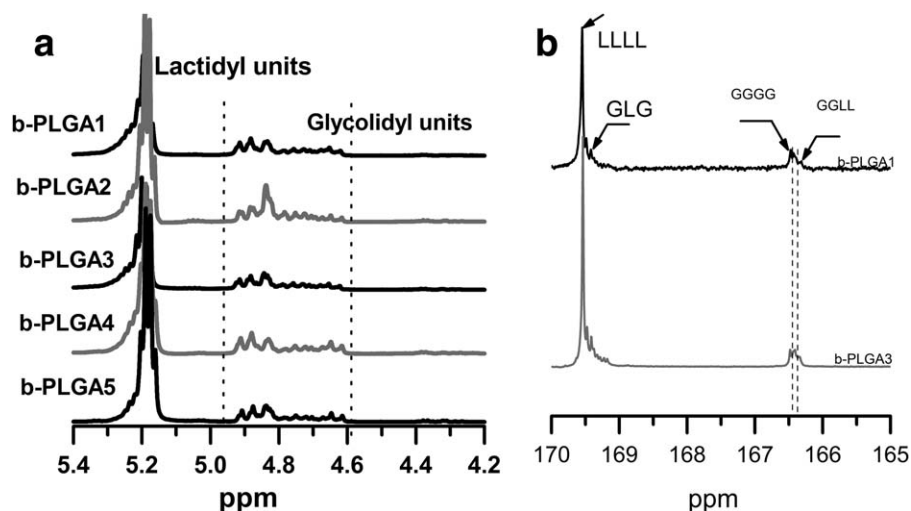 a
Lactidyl units
Glycolidyl units
b-PLGA1
b-PLGA2
b-PLGA3
b-PLGA4
b-PLGA5
5.4 5.2 5.0 4.8 4.6 4.4 4.2
ppm
b
LLLL
GLG
GGGG
GGLL
b-PLGA1
b-PLGA3
170 169 168 167 166 165
ppm